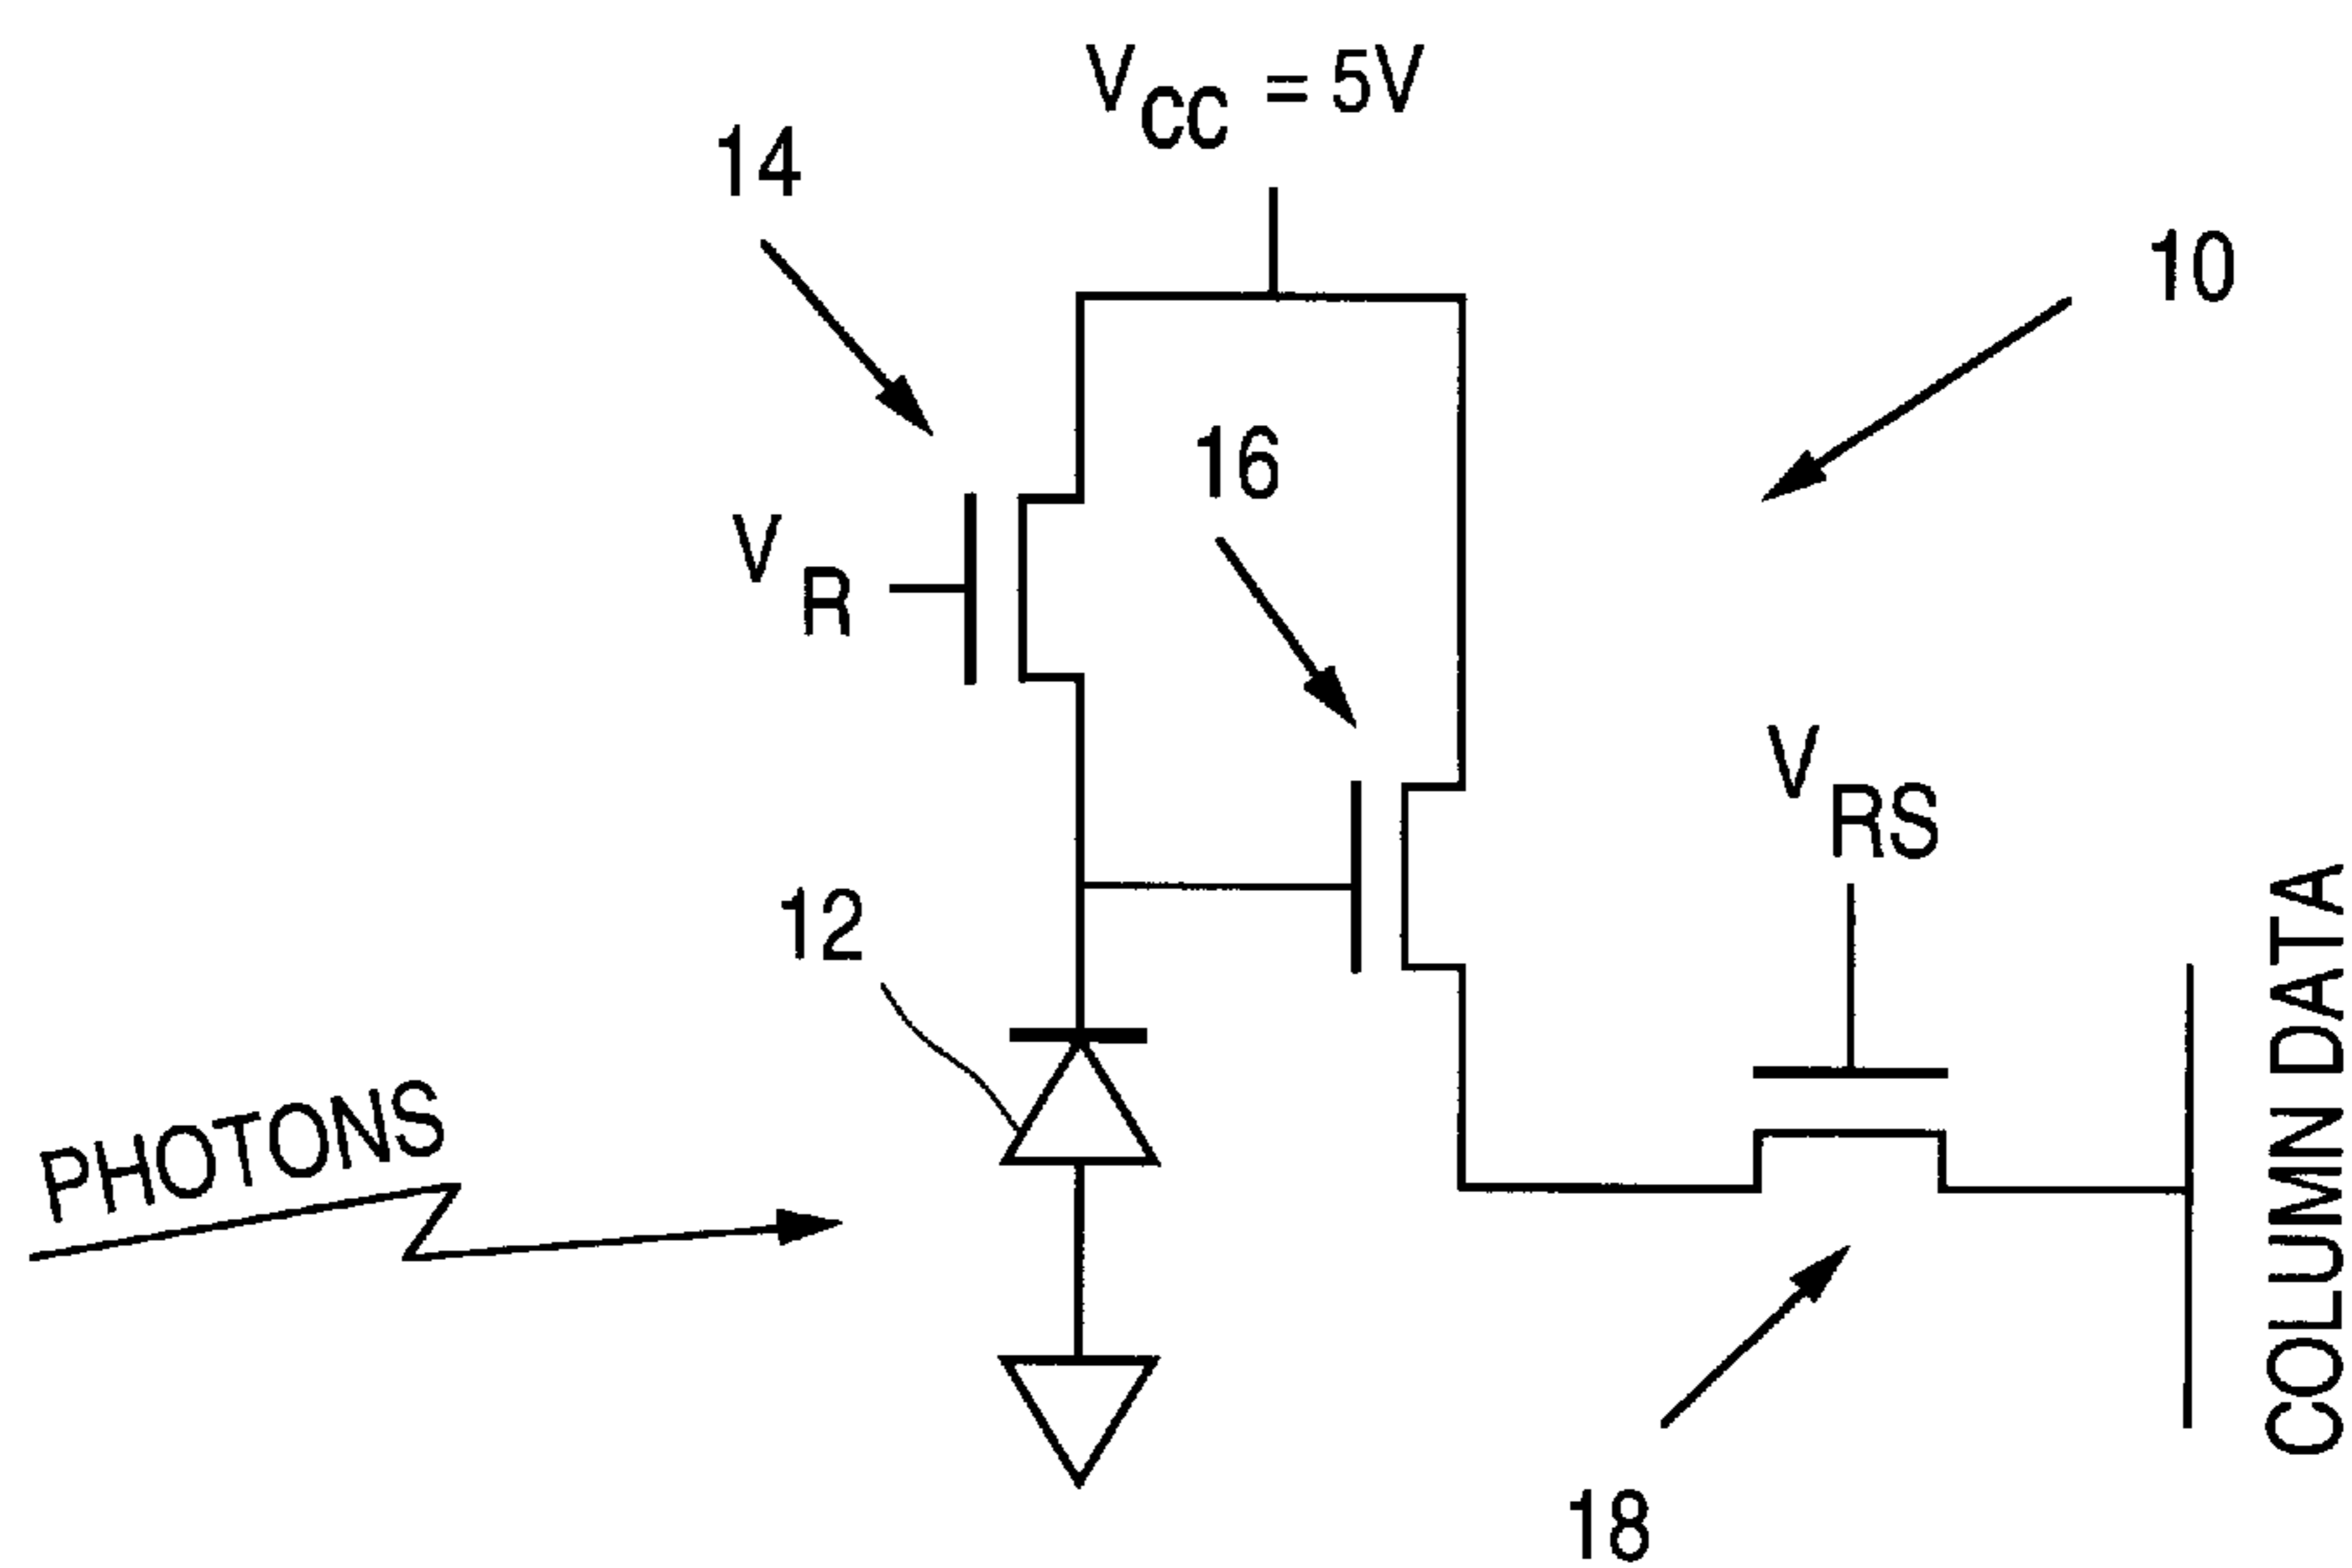 VCC = 5V
14
10
16
VR
VRS
12
COLUMN DATA
PHOTONS
18